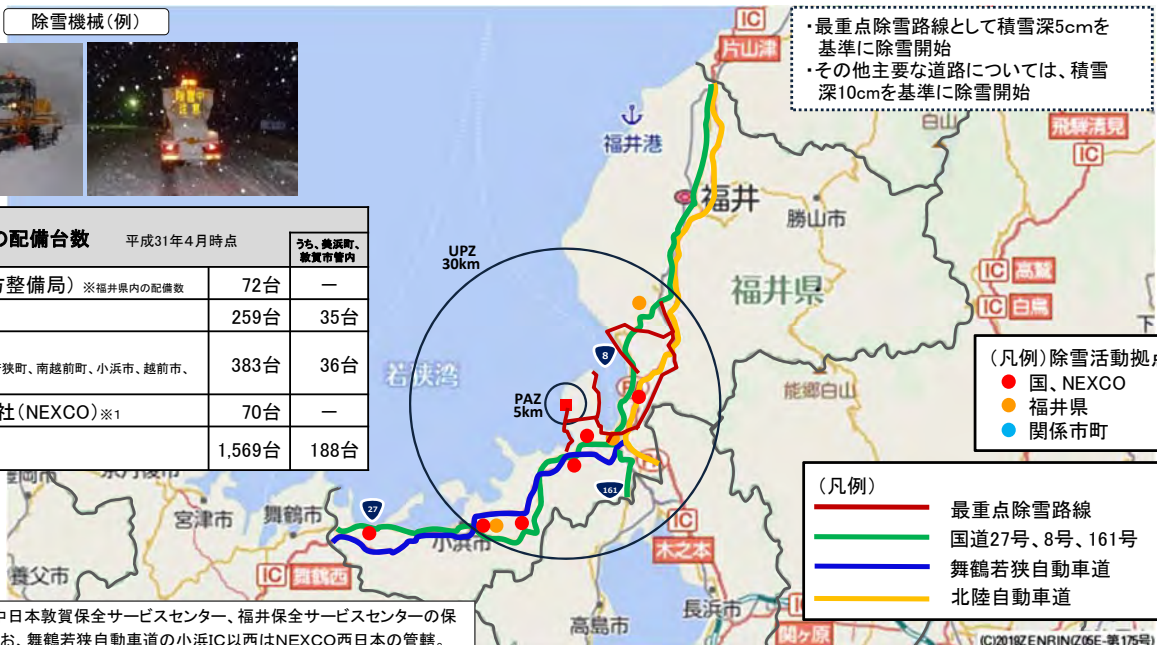 除雪機械(例)
除雪中
・最重点除雪路線として積雪深5cmを
基準に除雪開始
・その他主要な道路については、積雪
深10cmを基準に除雪開始
IC
片山津
福井港
白山
飛騨清見
IC
福井
勝山市
の配備台数 平成31年4月時点
うち、美浜町、
敦賀市管内
方整備局) ※福井県内の配備数 72台 －
259台 35台
狭町、南越前町、小浜市、越前市、 383台 36台
社(NEXCO)※1 70台 －
1,569台 188台
UPZ
30km
福井県
IC 高鷲
IC 白鳥
下
8
若狭湾
PAZ
5km
能郷白山
(凡例)除雪活動拠点
国、NEXCO
福井県
関係市町
161
27
宮津市
舞鶴市
小浜市
IC
木之本
養父市
IC 舞鶴西
(凡例)
最重点除雪路線
国道27号、8号、161号
舞鶴若狭自動車道
北陸自動車道
長浜市
高島市
関ヶ原
中日本敦賀保全サービスセンター、福井保全サービスセンターの保
お、舞鶴若狭自動車道の小浜IC以西はNEXCO西日本の管轄。
(C)2018ZENRIN(Z05E-第175号)